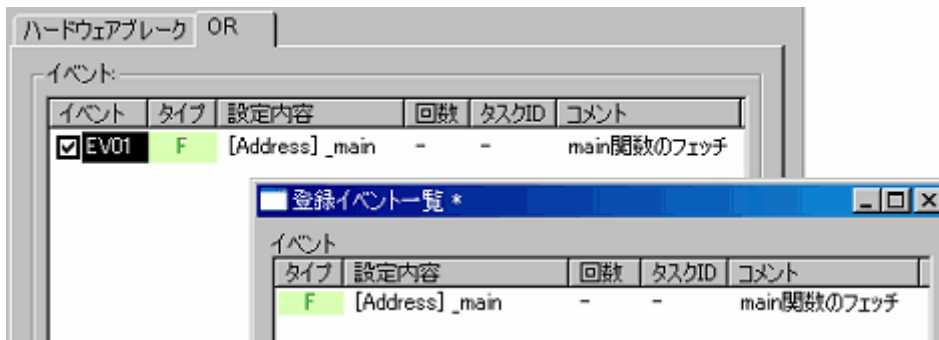 ハードウェアブレーク OR
イベント:
イベント タイプ 設定内容 回数 タスクID コメント
EV01 F [Address] _main - - main関数のフェッチ
登録イベント一覧 *
イベント
タイプ 設定内容 回数 タスクID コメント
F [Address] _main - - main関数のフェッチ